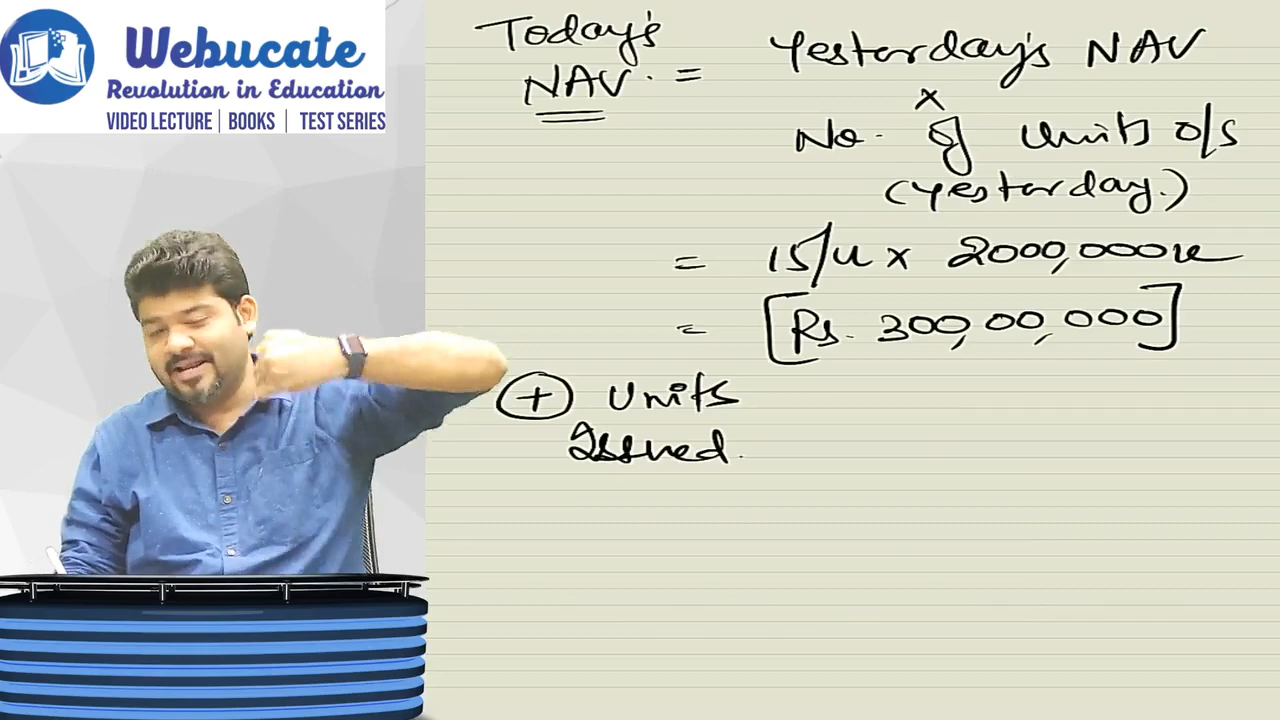 Webucate
Revolution in Education
VIDEO LECTURE | BOOKS | TEST SERIES
Today's
NAV. =
Yesterday's NAV
x
No. of units o/s
(yesterday.)
= 15/u x 2000,000u
= [Rs. 300,00,000]
(+) Units
Issued.